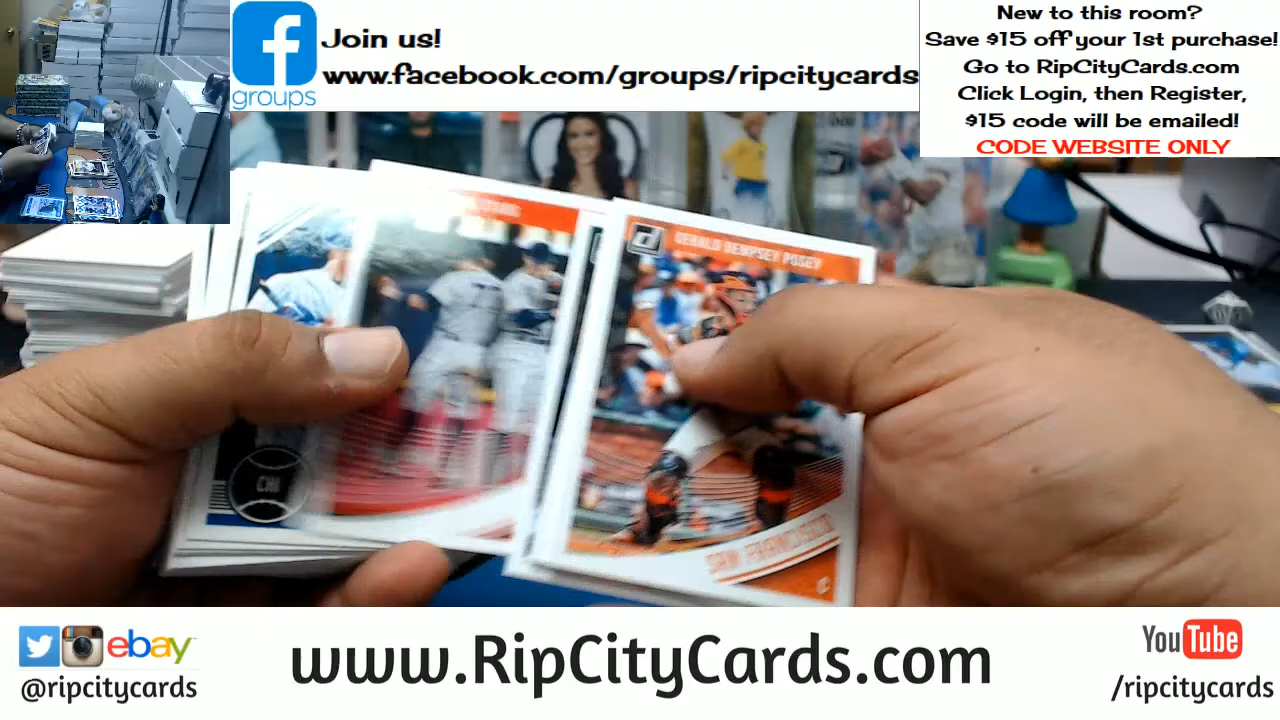 Join us!
www.facebook.com/groups/ripcitycards
groups
New to this room?
Save $15 off your 1st purchase!
Go to RipCityCards.com
Click Login, then Register,
$15 code will be emailed!
CODE WEBSITE ONLY
GERALD DEMPSEY POSEY
SAN FRANCISCO
C
CHI
ebay
@ripcitycards
www.RipCityCards.com
YouTube
/ripcitycards